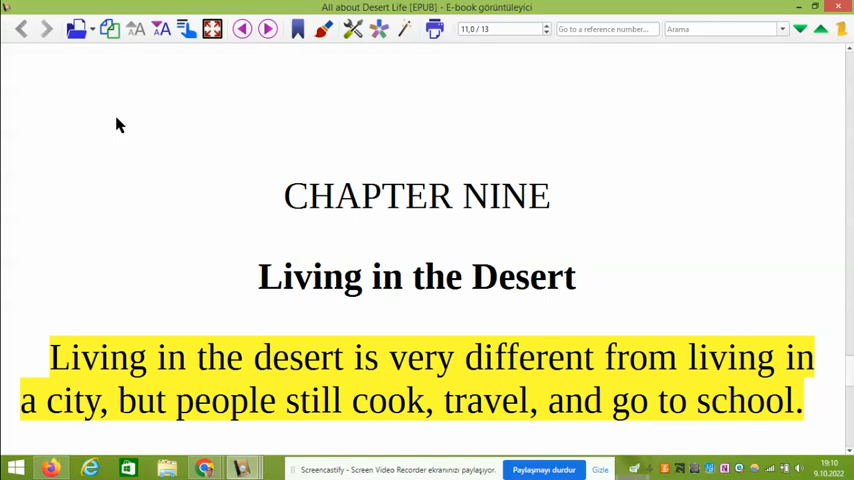 All about Desert Life [EPUB] - E-book görüntüleyici
11,0 / 13
Go to a reference number...
Arama
CHAPTER NINE
Living in the Desert
Living in the desert is very different from living in
a city, but people still cook, travel, and go to school.
Screencastify - Screen Video Recorder ekranınızı paylaşıyor.
Paylaşmayı durdur
Gizle
19:10
9.10.2022